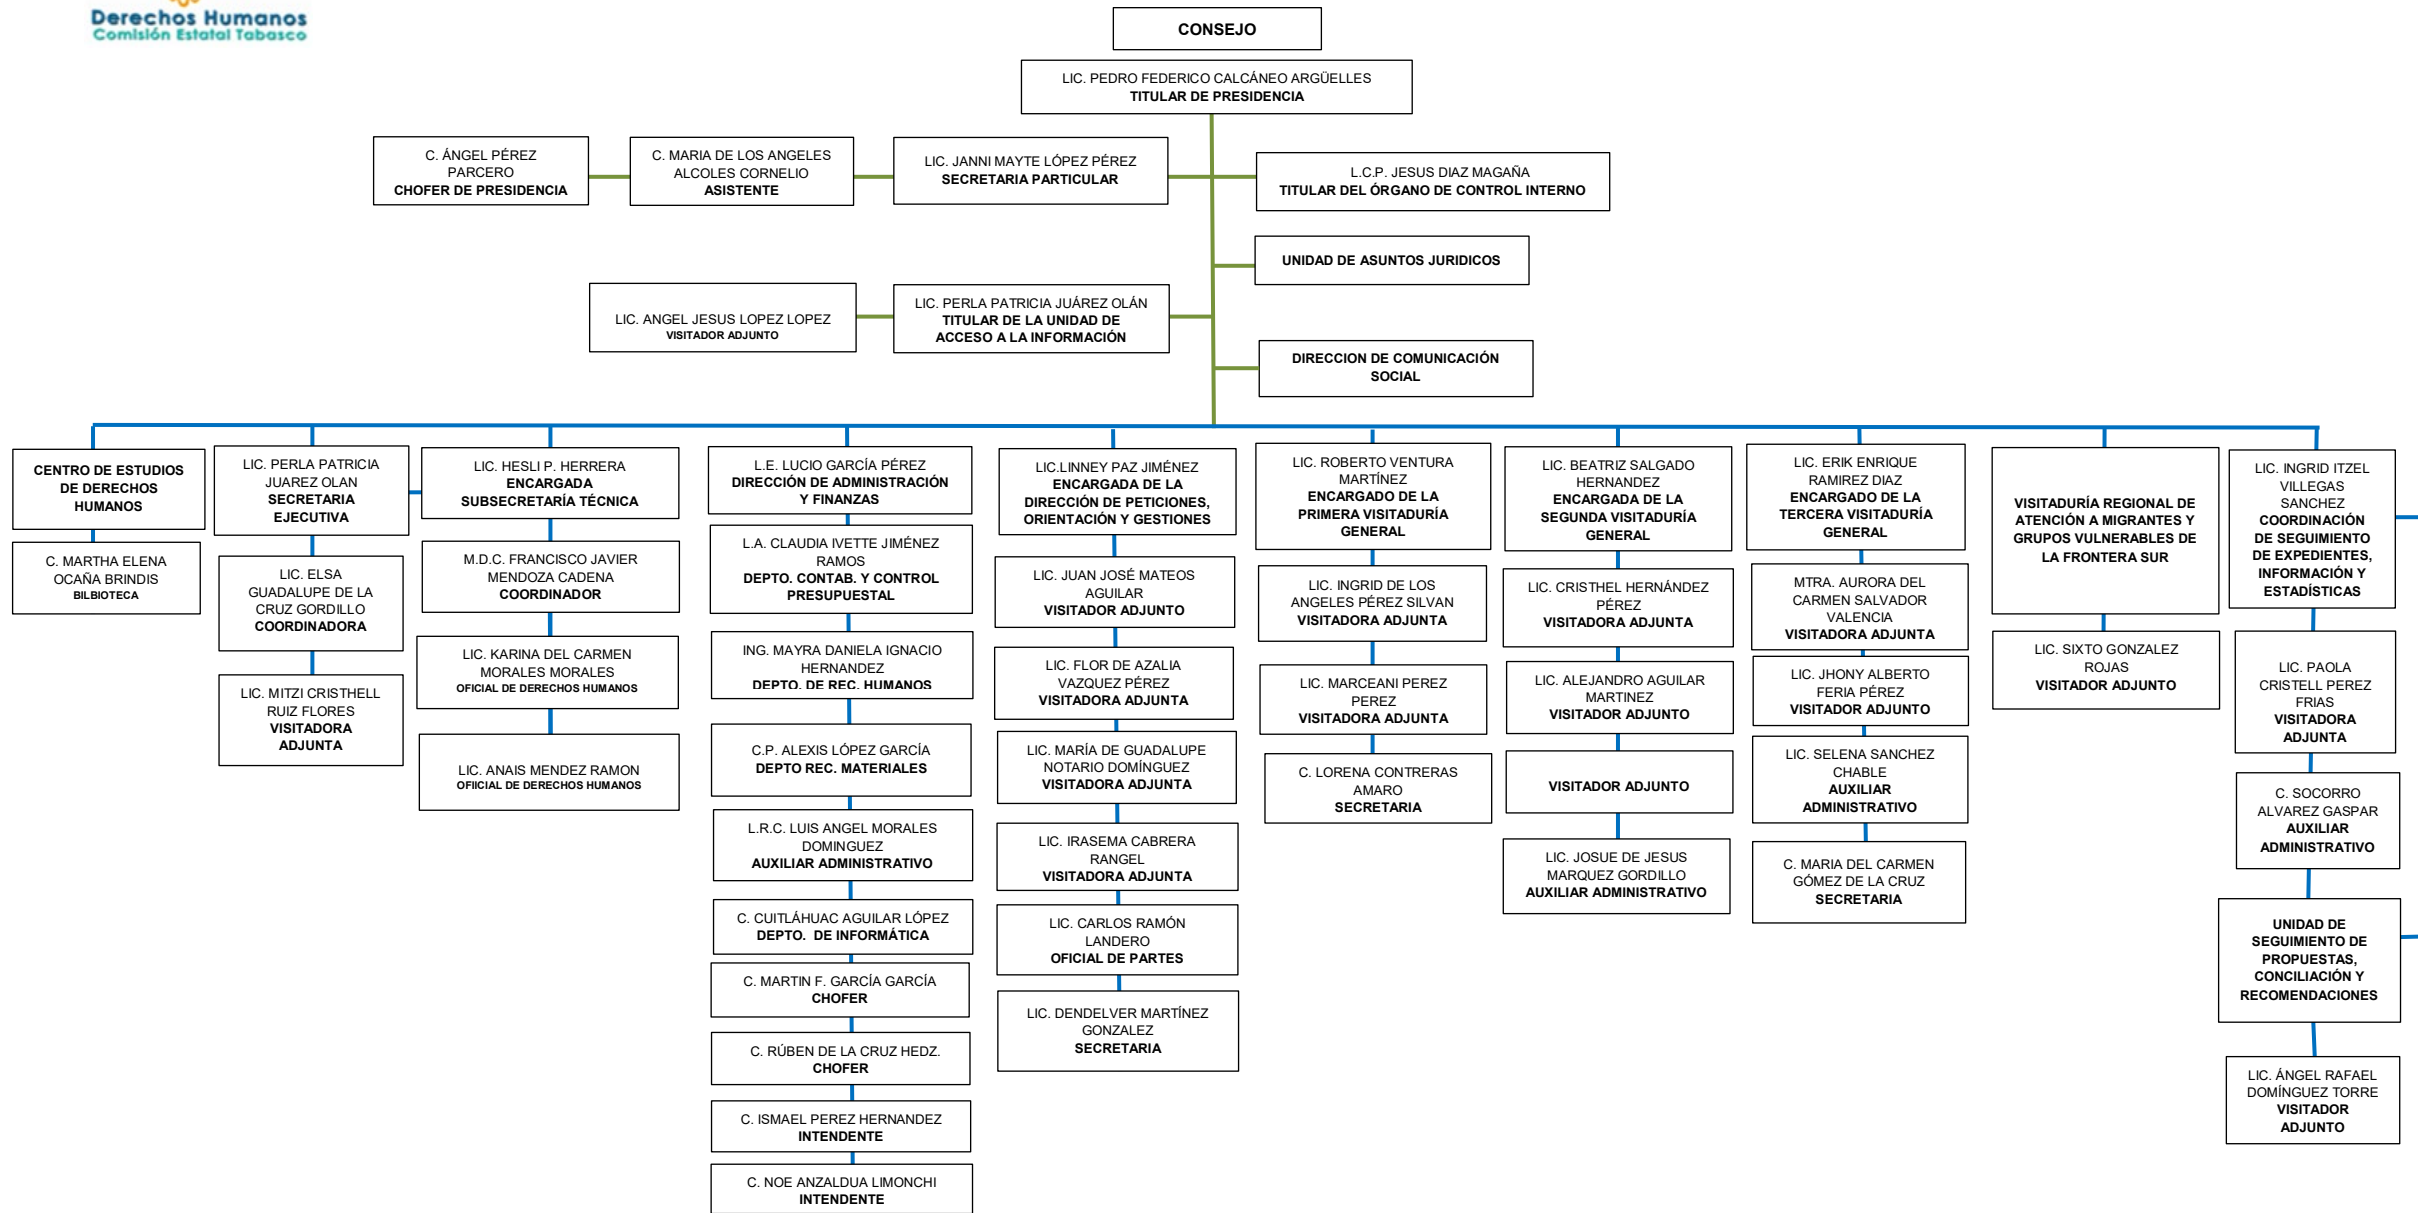 Derechos Humanos
Comisión Estatal Tabasco
CONSEJO
LIC. PEDRO FEDERICO CALCÁNEO ARGÜELLES
TITULAR DE PRESIDENCIA
C. ÁNGEL PÉREZ
PARCERO
CHOFER DE PRESIDENCIA
C. MARIA DE LOS ANGELES
ALCOLES CORNELIO
ASISTENTE
LIC. JANNI MAYTE LÓPEZ PÉREZ
SECRETARIA PARTICULAR
L.C.P. JESUS DIAZ MAGAÑA
TITULAR DEL ÓRGANO DE CONTROL INTERNO
UNIDAD DE ASUNTOS JURIDICOS
LIC. ANGEL JESUS LOPEZ LOPEZ
VISITADOR ADJUNTO
LIC. PERLA PATRICIA JUÁREZ OLÁN
TITULAR DE LA UNIDAD DE
ACCESO A LA INFORMACIÓN
DIRECCION DE COMUNICACIÓN
SOCIAL
CENTRO DE ESTUDIOS
DE DERECHOS
HUMANOS
C. MARTHA ELENA
OCAÑA BRINDIS
BILBIOTECA
LIC. PERLA PATRICIA
JUAREZ OLAN
SECRETARIA
EJECUTIVA
LIC. ELSA
GUADALUPE DE LA
CRUZ GORDILLO
COORDINADORA
LIC. MITZI CRISTHELL
RUIZ FLORES
VISITADORA
ADJUNTA
LIC. HESLI P. HERRERA
ENCARGADA
SUBSECRETARÍA TÉCNICA
M.D.C. FRANCISCO JAVIER
MENDOZA CADENA
COORDINADOR
LIC. KARINA DEL CARMEN
MORALES MORALES
OFICIAL DE DERECHOS HUMANOS
LIC. ANAIS MENDEZ RAMON
OFIICIAL DE DERECHOS HUMANOS
L.E. LUCIO GARCÍA PÉREZ
DIRECCIÓN DE ADMINISTRACIÓN
Y FINANZAS
L.A. CLAUDIA IVETTE JIMÉNEZ
RAMOS
DEPTO. CONTAB. Y CONTROL
PRESUPUESTAL
ING. MAYRA DANIELA IGNACIO
HERNANDEZ
DEPTO. DE REC. HUMANOS
C.P. ALEXIS LÓPEZ GARCÍA
DEPTO REC. MATERIALES
L.R.C. LUIS ANGEL MORALES
DOMINGUEZ
AUXILIAR ADMINISTRATIVO
C. CUITLÁHUAC AGUILAR LÓPEZ
DEPTO. DE INFORMÁTICA
C. MARTIN F. GARCÍA GARCÍA
CHOFER
C. RÚBEN DE LA CRUZ HEDZ.
CHOFER
C. ISMAEL PEREZ HERNANDEZ
INTENDENTE
C. NOE ANZALDUA LIMONCHI
INTENDENTE
LIC.LINNEY PAZ JIMÉNEZ
ENCARGADA DE LA
DIRECCIÓN DE PETICIONES,
ORIENTACIÓN Y GESTIONES
LIC. JUAN JOSÉ MATEOS
AGUILAR
VISITADOR ADJUNTO
LIC. FLOR DE AZALIA
VAZQUEZ PÉREZ
VISITADORA ADJUNTA
LIC. MARÍA DE GUADALUPE
NOTARIO DOMÍNGUEZ
VISITADORA ADJUNTA
LIC. IRASEMA CABRERA
RANGEL
VISITADORA ADJUNTA
LIC. CARLOS RAMÓN
LANDERO
OFICIAL DE PARTES
LIC. DENDELVER MARTÍNEZ
GONZALEZ
SECRETARIA
LIC. ROBERTO VENTURA
MARTÍNEZ
ENCARGADO DE LA
PRIMERA VISITADURÍA
GENERAL
LIC. INGRID DE LOS
ANGELES PÉREZ SILVAN
VISITADORA ADJUNTA
LIC. MARCEANI PEREZ
PEREZ
VISITADORA ADJUNTA
C. LORENA CONTRERAS
AMARO
SECRETARIA
LIC. BEATRIZ SALGADO
HERNANDEZ
ENCARGADA DE LA
SEGUNDA VISITADURÍA
GENERAL
LIC. CRISTHEL HERNÁNDEZ
PÉREZ
VISITADORA ADJUNTA
LIC. ALEJANDRO AGUILAR
MARTINEZ
VISITADOR ADJUNTO
VISITADOR ADJUNTO
LIC. JOSUE DE JESUS
MARQUEZ GORDILLO
AUXILIAR ADMINISTRATIVO
LIC. ERIK ENRIQUE
RAMIREZ DIAZ
ENCARGADO DE LA
TERCERA VISITADURÍA
GENERAL
MTRA. AURORA DEL
CARMEN SALVADOR
VALENCIA
VISITADORA ADJUNTA
LIC. JHONY ALBERTO
FERIA PÉREZ
VISITADOR ADJUNTO
LIC. SELENA SANCHEZ
CHABLE
AUXILIAR
ADMINISTRATIVO
C. MARIA DEL CARMEN
GÓMEZ DE LA CRUZ
SECRETARIA
VISITADURÍA REGIONAL DE
ATENCIÓN A MIGRANTES Y
GRUPOS VULNERABLES DE
LA FRONTERA SUR
LIC. SIXTO GONZALEZ
ROJAS
VISITADOR ADJUNTO
LIC. INGRID ITZEL
VILLEGAS
SANCHEZ
COORDINACIÓN
DE SEGUIMIENTO
DE EXPEDIENTES,
INFORMACIÓN Y
ESTADÍSTICAS
LIC. PAOLA
CRISTELL PEREZ
FRIAS
VISITADORA
ADJUNTA
C. SOCORRO
ALVAREZ GASPAR
AUXILIAR
ADMINISTRATIVO
UNIDAD DE
SEGUIMIENTO DE
PROPUESTAS,
CONCILIACIÓN Y
RECOMENDACIONES
LIC. ÁNGEL RAFAEL
DOMÍNGUEZ TORRE
VISITADOR
ADJUNTO